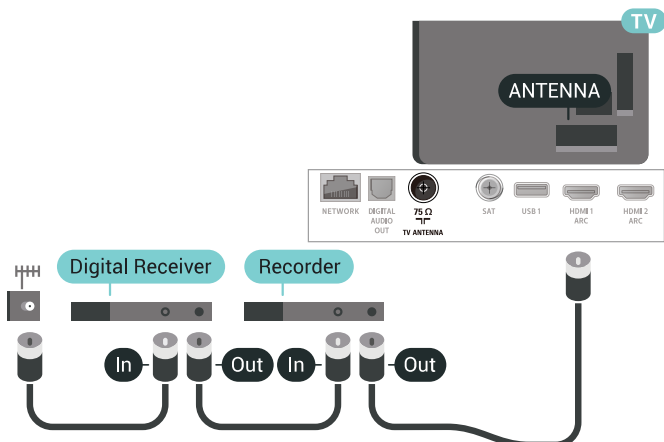 TV
ANTENNA
NETWORK
DIGITAL
AUDIO
OUT
75 Ω
TV ANTENNA
SAT
USB 1
HDMI 1
ARC
HDMI 2
ARC
Digital Receiver
Recorder
In
Out
In
Out